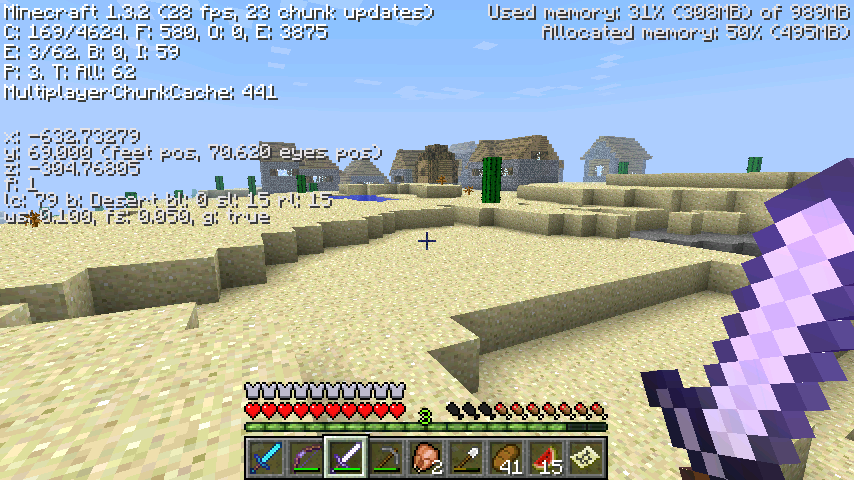 Minecraft 1.3.2 (28 fps, 23 chunk updates)
Used memory: 31% (308MB) of 989MB
C: 169/4624, F: 580, O: 0, E: 3875
Allocated memory: 50% (495MB)
E: 3/62. B: 0, I: 59
P: 3. T: All: 62
MultiplayerChunkCache: 441
x: -632.73279
y: 69.000 (feet pos, 70.620 eyes pos)
z: -304.76805
f: 1
lc: 79 b: Desert bl: 0 sl: 15 rl: 15
ws: 0.100, fs: 0.050, g: true
8
2
41
15